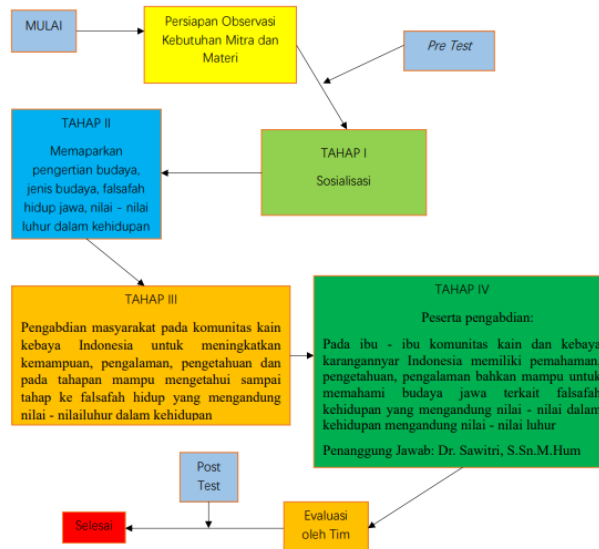 MULAI
Persiapan Observasi
Kebutuhan Mitra dan
Materi
Pre Test
TAHAP I
Sosialisasi
TAHAP II
Memaparkan
pengertian budaya,
jenis budaya, falsafah
hidup jawa, nilai - nilai
luhur dalam kehidupan
TAHAP III
Pengabdian masyarakat pada komunitas kain
kebaya Indonesia untuk meningkatkan
kemampuan, pengalaman, pengetahuan dan
pada tahapan mampu mengetahui sampai
tahap ke falsafah hidup yang mengandung
nilai - nilailuhur dalam kehidupan
TAHAP IV
Peserta pengabdian:
Pada ibu - ibu komunitas kain dan kebaya
karangannyar Indonesia memiliki pemahaman,
pengetahuan, pengalaman bahkan mampu untuk
memahami budaya jawa terkait falsafah
kehidupan yang mengandung nilai - nilai dalam
kehidupan mengandung nilai - nilai luhur
Penanggung Jawab: Dr. Sawitri, S.Sn.M.Hum
Evaluasi
oleh Tim
Post
Test
Selesai